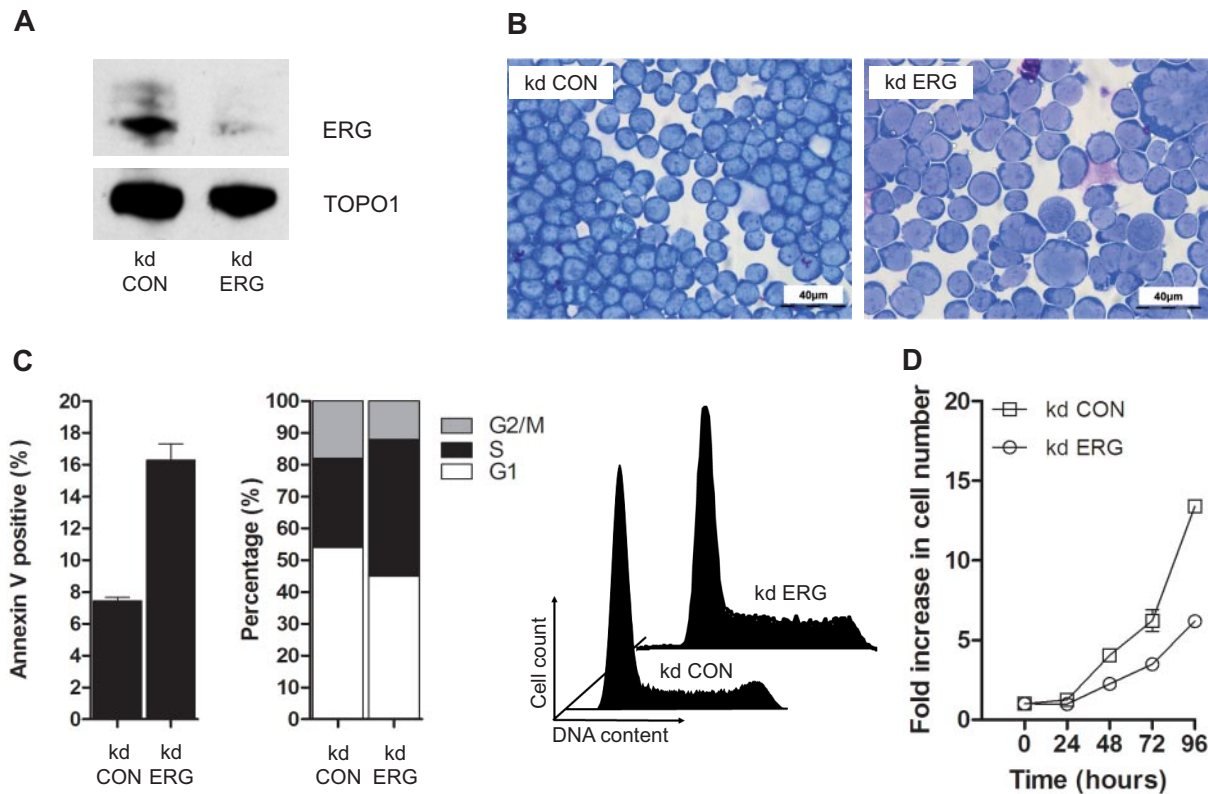 A
ERG
TOPO1
kd CON
kd ERG
B
kd CON
40µm
kd ERG
40µm
C
Annexin V positive (%)
20
18
16
14
12
10
8
6
4
2
0
kd CON
kd ERG
Percentage (%)
100
90
80
70
60
50
40
30
20
10
0
kd CON
kd ERG
G2/M
S
G1
Cell count
DNA content
kd ERG
kd CON
D
Fold increase in cell number
20
15
10
5
0
kd CON
kd ERG
0 24 48 72 96
Time (hours)